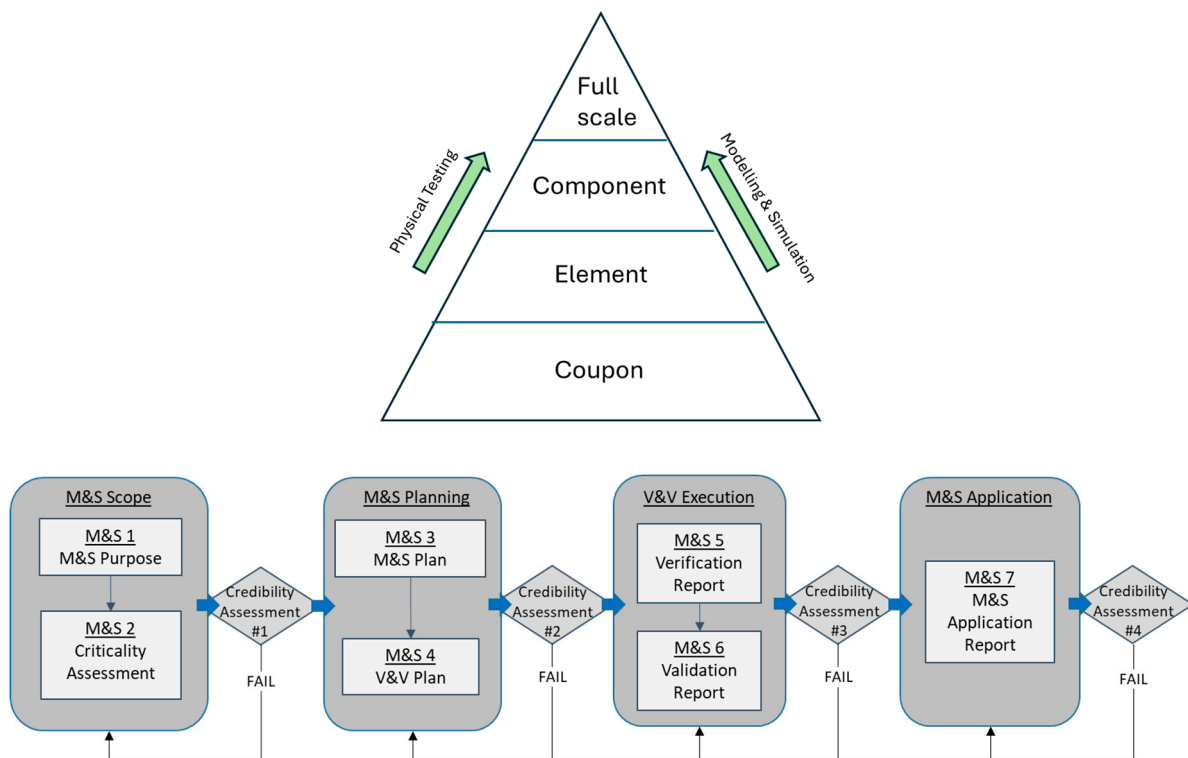 Full
scale
Physical Testing
Modelling & Simulation
Component
Element
Coupon
M&S Scope
M&S 1
M&S Purpose
M&S 2
Criticality
Assessment
Credibility
Assessment
#1
FAIL
M&S Planning
M&S 3
M&S Plan
M&S 4
V&V Plan
Credibility
Assessment
#2
FAIL
V&V Execution
M&S 5
Verification
Report
M&S 6
Validation
Report
Credibility
Assessment
#3
FAIL
M&S Application
M&S 7
M&S
Application
Report
Credibility
Assessment
#4
FAIL